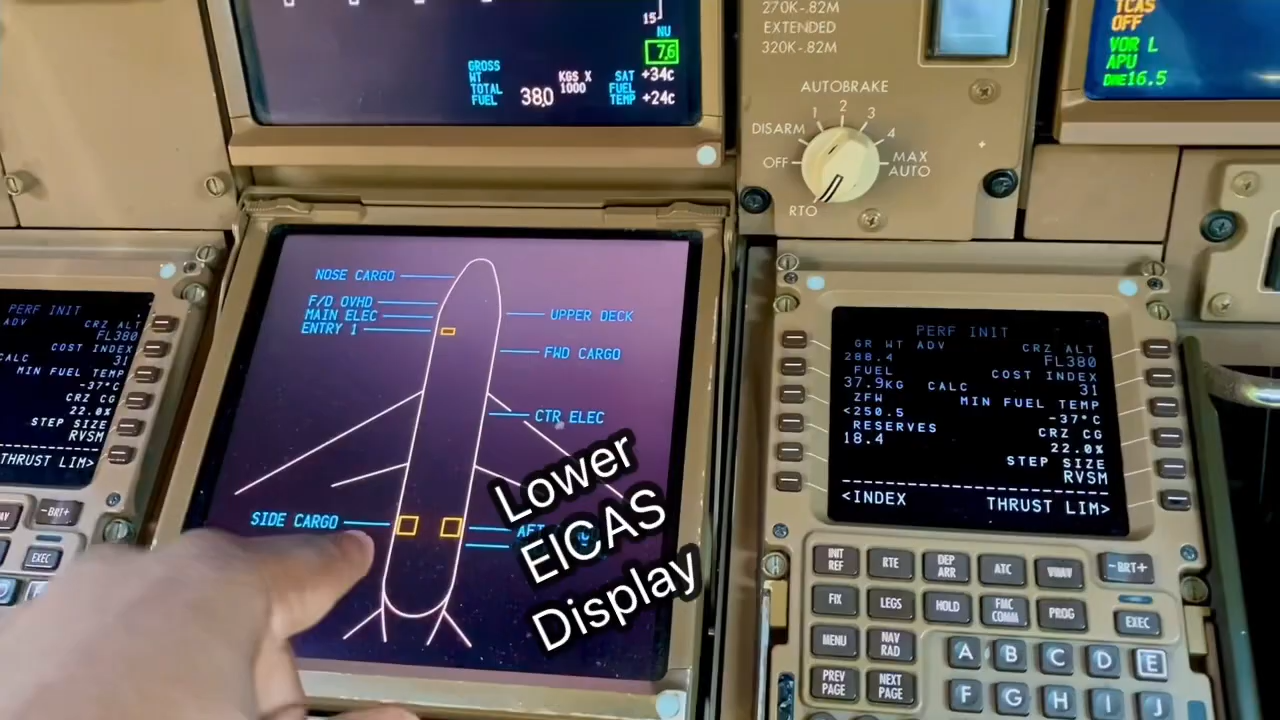 270K-.82M
EXTENDED
320K-.82M
15
NU
7.6
GROSS
WT
TOTAL
FUEL
38.0
KGS X
1000
SAT +34c
FUEL
TEMP +24c
TCAS
OFF
VOR L
APU
DME16.5
AUTOBRAKE
DISARM 1 2 3 4
OFF
MAX
AUTO
RTO
NOSE CARGO
F/D OVHD
MAIN ELEC
ENTRY 1
UPPER DECK
FWD CARGO
CTR ELEC
SIDE CARGO
Lower
EICAS
Display
PERF INIT
ADV CRZ ALT
FL380
CALC COST INDEX
31
MIN FUEL TEMP
-37°C
CRZ CG
22.0%
STEP SIZE
RVSM
THRUST LIM>
-BRT+
EXEC
PERF INIT
GR WT ADV CRZ ALT
288.4 FL380
FUEL COST INDEX
37.9KG CALC 31
ZFW MIN FUEL TEMP
<250.5 -37°C
RESERVES CRZ CG
18.4 22.0%
STEP SIZE
RVSM
<INDEX THRUST LIM>
INIT REF RTE DEP ARR ATC VNAV -BRT+
FIX LEGS HOLD FMC COMM PROG EXEC
MENU NAV RAD A B C D E
PREV PAGE NEXT PAGE F G H I J